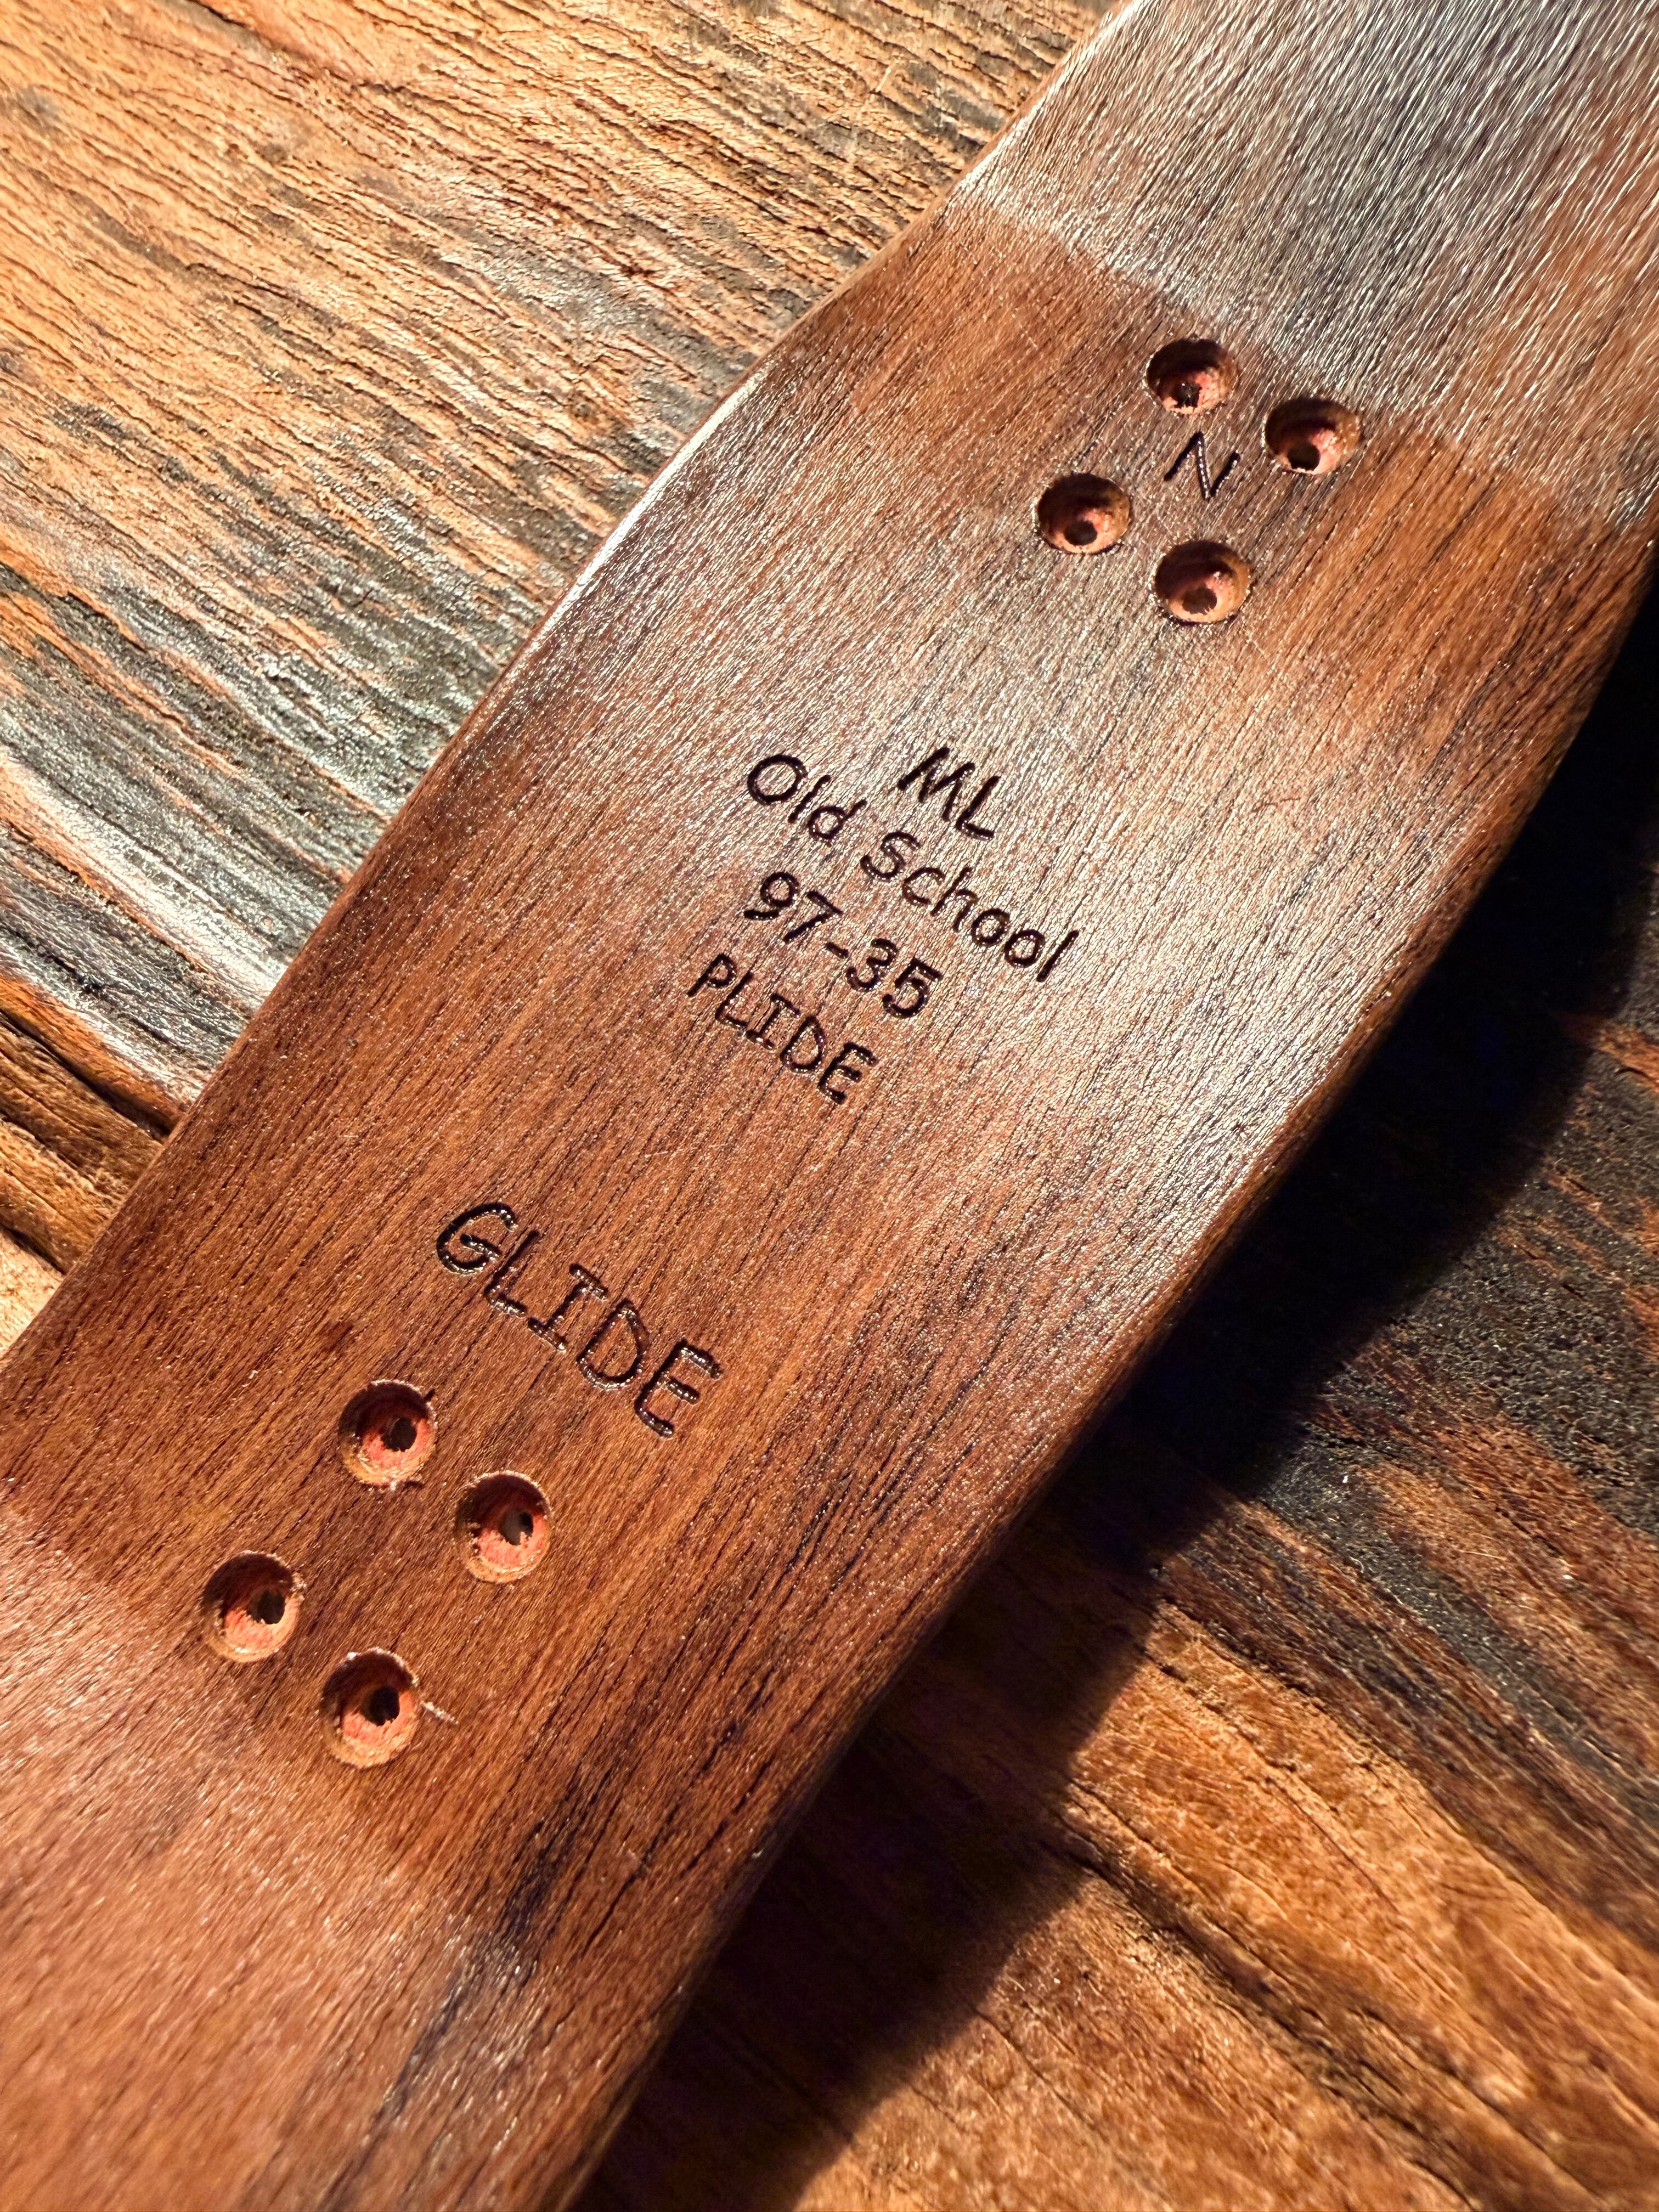 N
ML
Old School
97-35
PLIDE
GLIDE